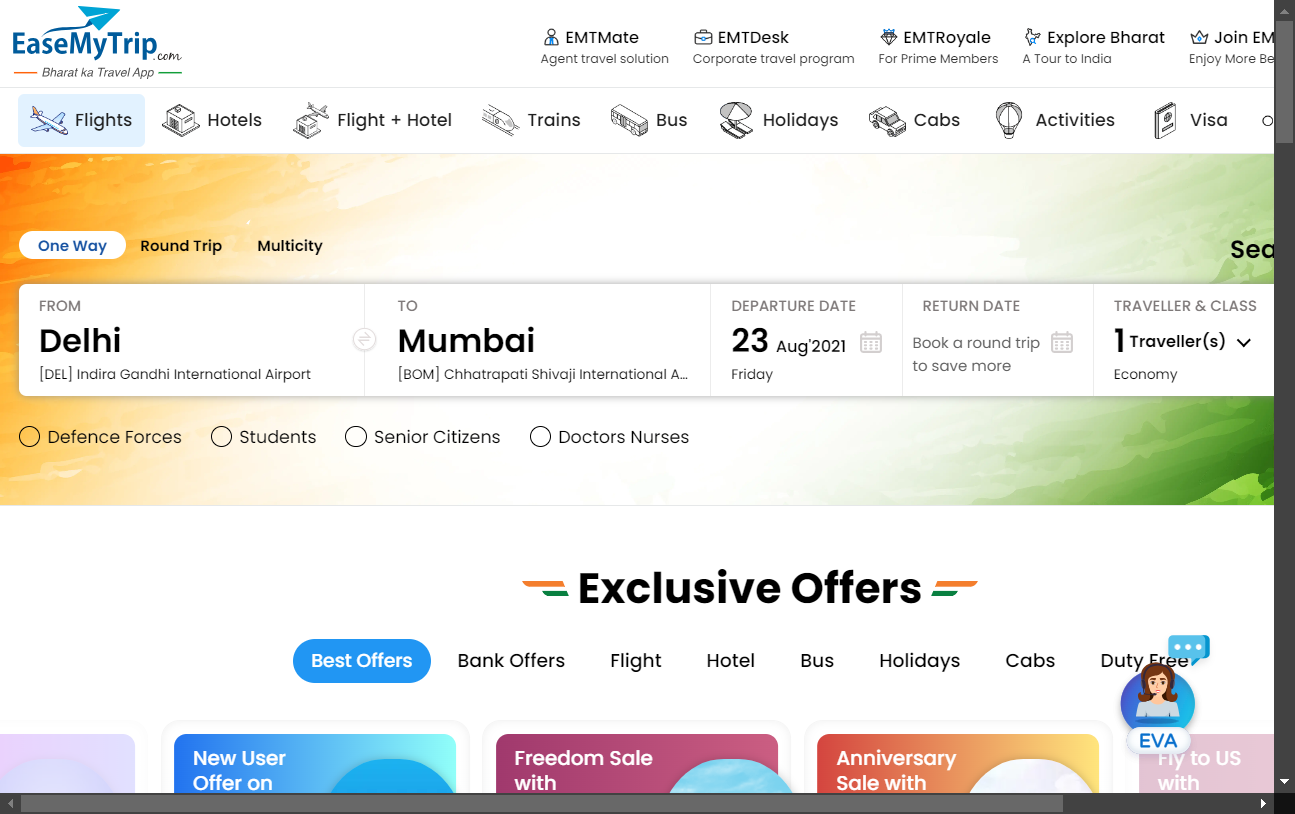 EaseMyTrip.com
Bharat ka Travel App
EMTMate
Agent travel solution
EMTDesk
Corporate travel program
EMTRoyale
For Prime Members
Explore Bharat
A Tour to India
Join EM
Enjoy More Be
Flights
Hotels
Flight + Hotel
Trains
Bus
Holidays
Cabs
Activities
Visa
One Way
Round Trip
Multicity
Sea
FROM
Delhi
[DEL] Indira Gandhi International Airport
TO
Mumbai
[BOM] Chhatrapati Shivaji International A...
DEPARTURE DATE
23 Aug'2021
Friday
RETURN DATE
Book a round trip
to save more
TRAVELLER & CLASS
1 Traveller(s)
Economy
Defence Forces
Students
Senior Citizens
Doctors Nurses
Exclusive Offers
Best Offers
Bank Offers
Flight
Hotel
Bus
Holidays
Cabs
Duty Free
EVA
New User
Offer on
Freedom Sale
with
Anniversary
Sale with
Fly to US
with